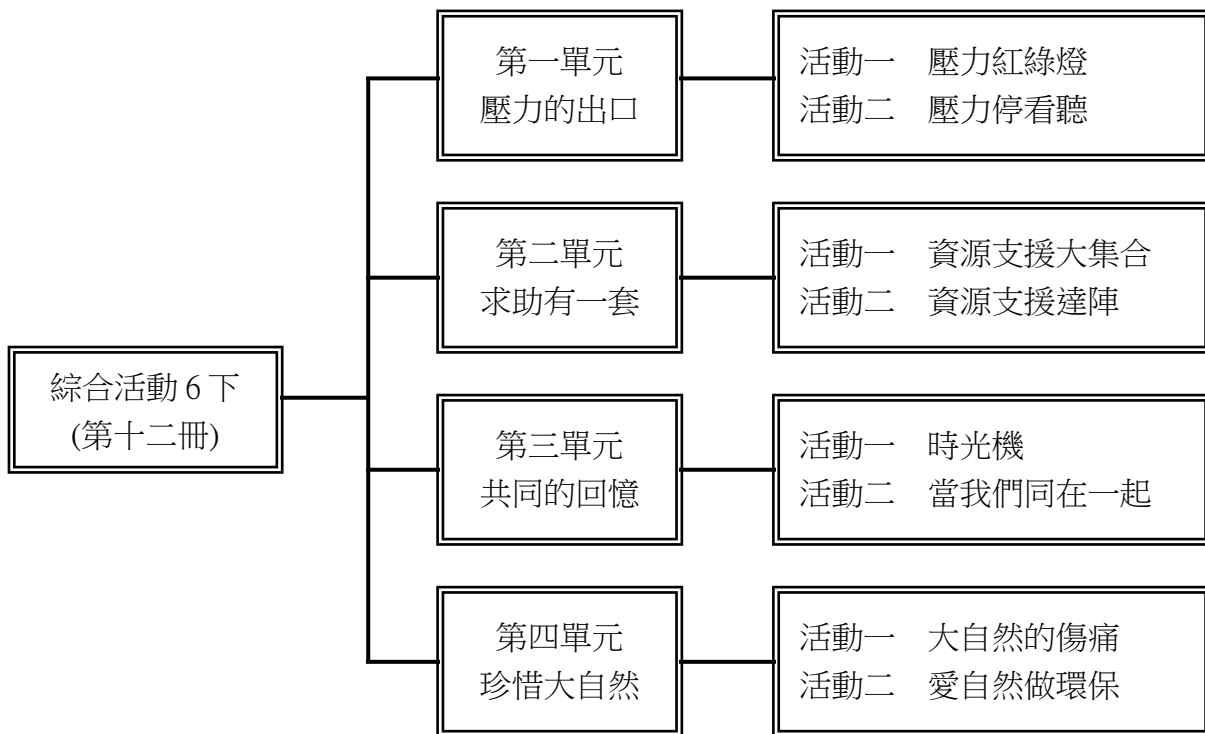 綜合活動 6 下
(第十二冊)
第一單元
壓力的出口
活動一　壓力紅綠燈
活動二　壓力停看聽
第二單元
求助有一套
活動一　資源支援大集合
活動二　資源支援達陣
第三單元
共同的回憶
活動一　時光機
活動二　當我們同在一起
第四單元
珍惜大自然
活動一　大自然的傷痛
活動二　愛自然做環保